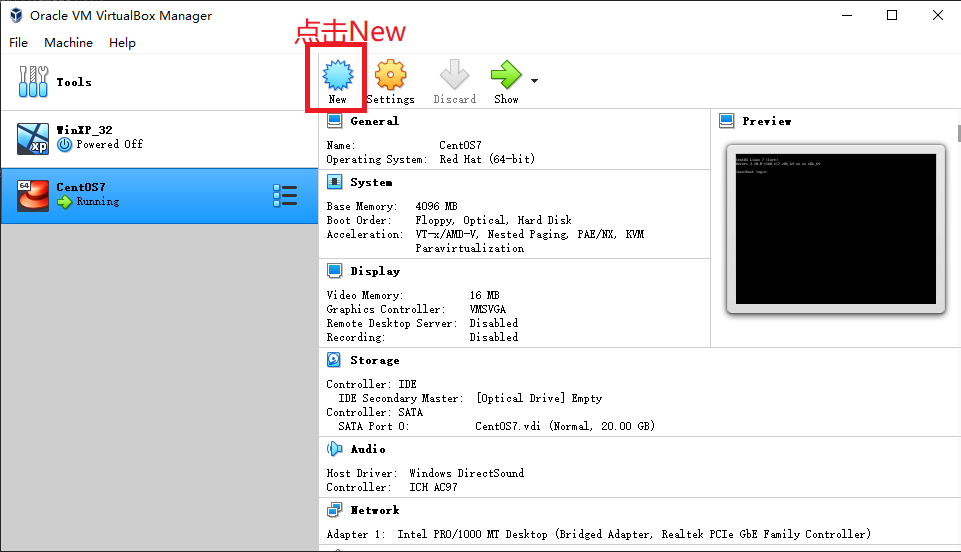 Oracle VM VirtualBox Manager
File Machine Help
点击New
Tools
New Settings Discard Show
WinXP_32
Powered Off
64
CentOS7
Running
General
Name: CentOS7
Operating System: Red Hat (64-bit)
System
Base Memory: 4096 MB
Boot Order: Floppy, Optical, Hard Disk
Acceleration: VT-x/AMD-V, Nested Paging, PAE/NX, KVM
Paravirtualization
Display
Video Memory: 16 MB
Graphics Controller: VMSVGA
Remote Desktop Server: Disabled
Recording: Disabled
Storage
Controller: IDE
IDE Secondary Master: [Optical Drive] Empty
Controller: SATA
SATA Port 0: CentOS7.vdi (Normal, 20.00 GB)
Audio
Host Driver: Windows DirectSound
Controller: ICH AC97
Network
Adapter 1: Intel PRO/1000 MT Desktop (Bridged Adapter, Realtek PCIe GbE Family Controller)
Preview
CentOS Linux 7 (Core)